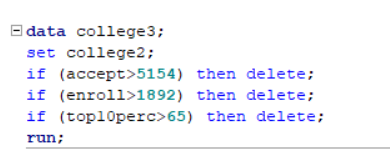 data college3;
set college2;
if (accept>5154) then delete;
if (enroll>1892) then delete;
if (top10perc>65) then delete;
run;